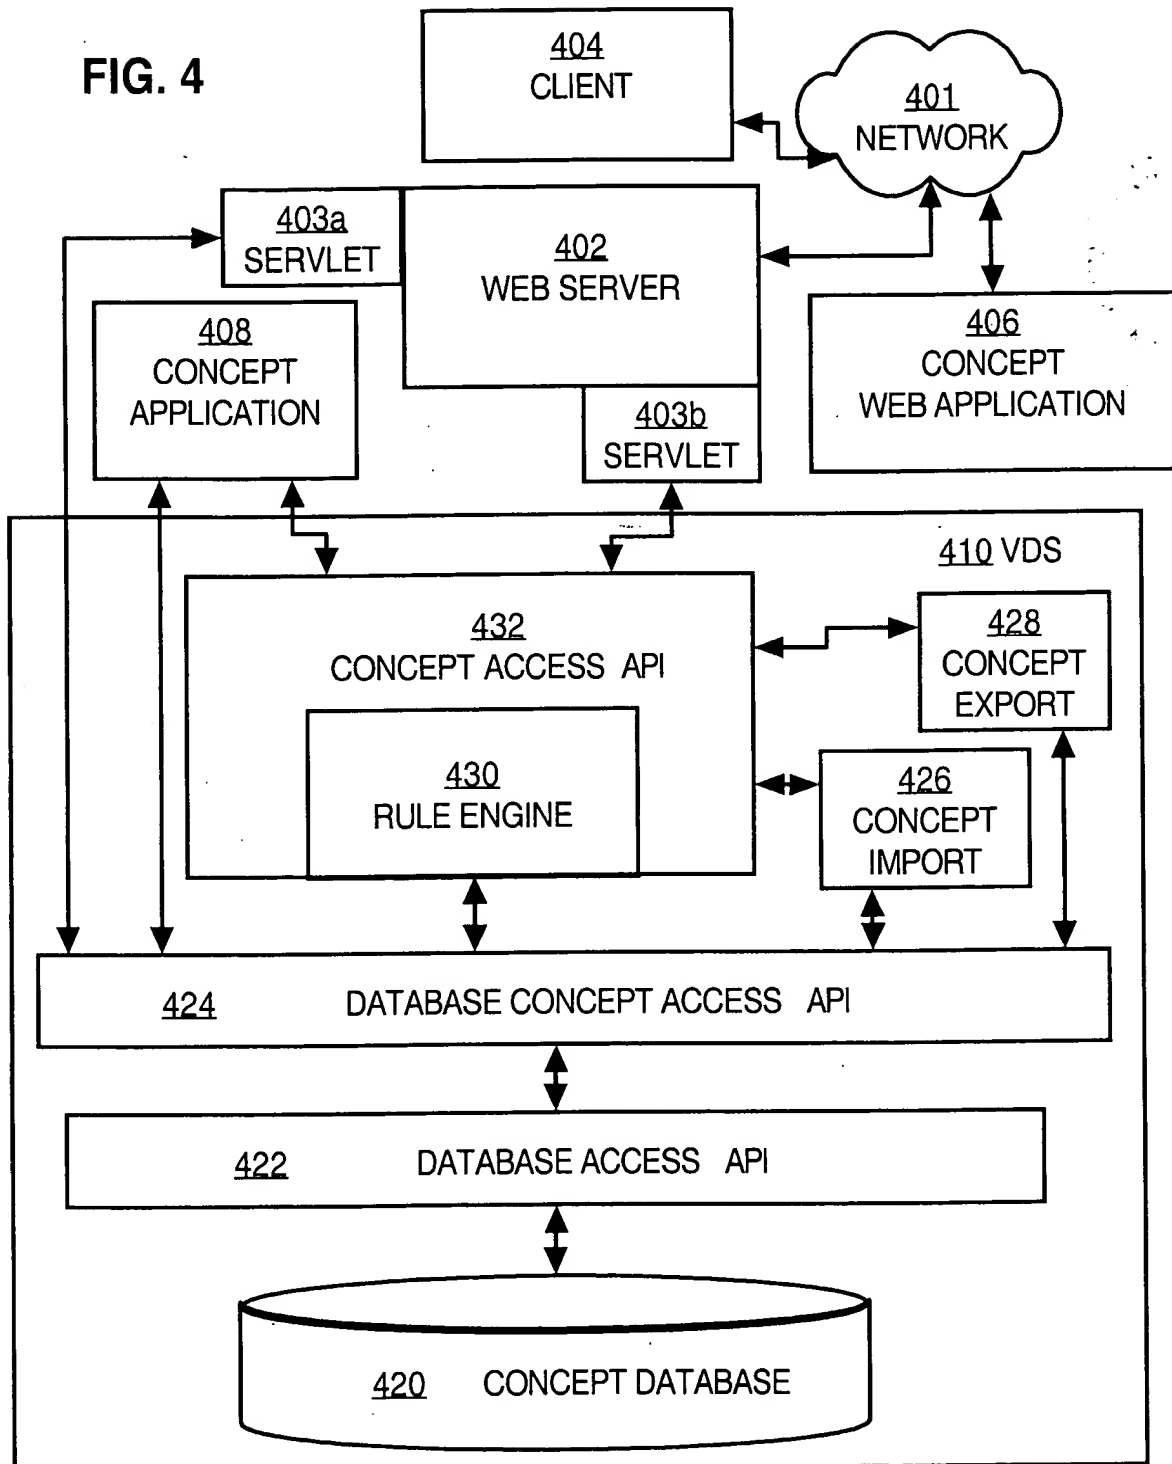 FIG. 4
404
CLIENT
401
NETWORK
403a
SERVLET
402
WEB SERVER
408
CONCEPT
APPLICATION
406
CONCEPT
WEB APPLICATION
403b
SERVLET
410 VDS
432
CONCEPT ACCESS API
428
CONCEPT
EXPORT
430
RULE ENGINE
426
CONCEPT
IMPORT
424 DATABASE CONCEPT ACCESS API
422 DATABASE ACCESS API
420 CONCEPT DATABASE